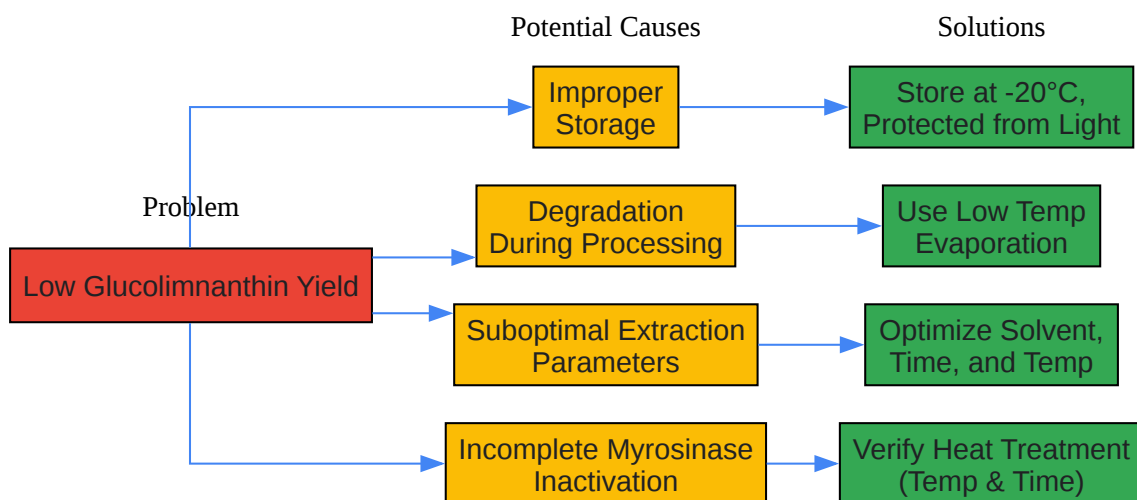 Potential Causes
Solutions
Improper
Storage
Store at -20°C,
Protected from Light
Problem
Low Glucolimnanthin Yield
Degradation
During Processing
Use Low Temp
Evaporation
Suboptimal Extraction
Parameters
Optimize Solvent,
Time, and Temp
Incomplete Myrosinase
Inactivation
Verify Heat Treatment
(Temp & Time)